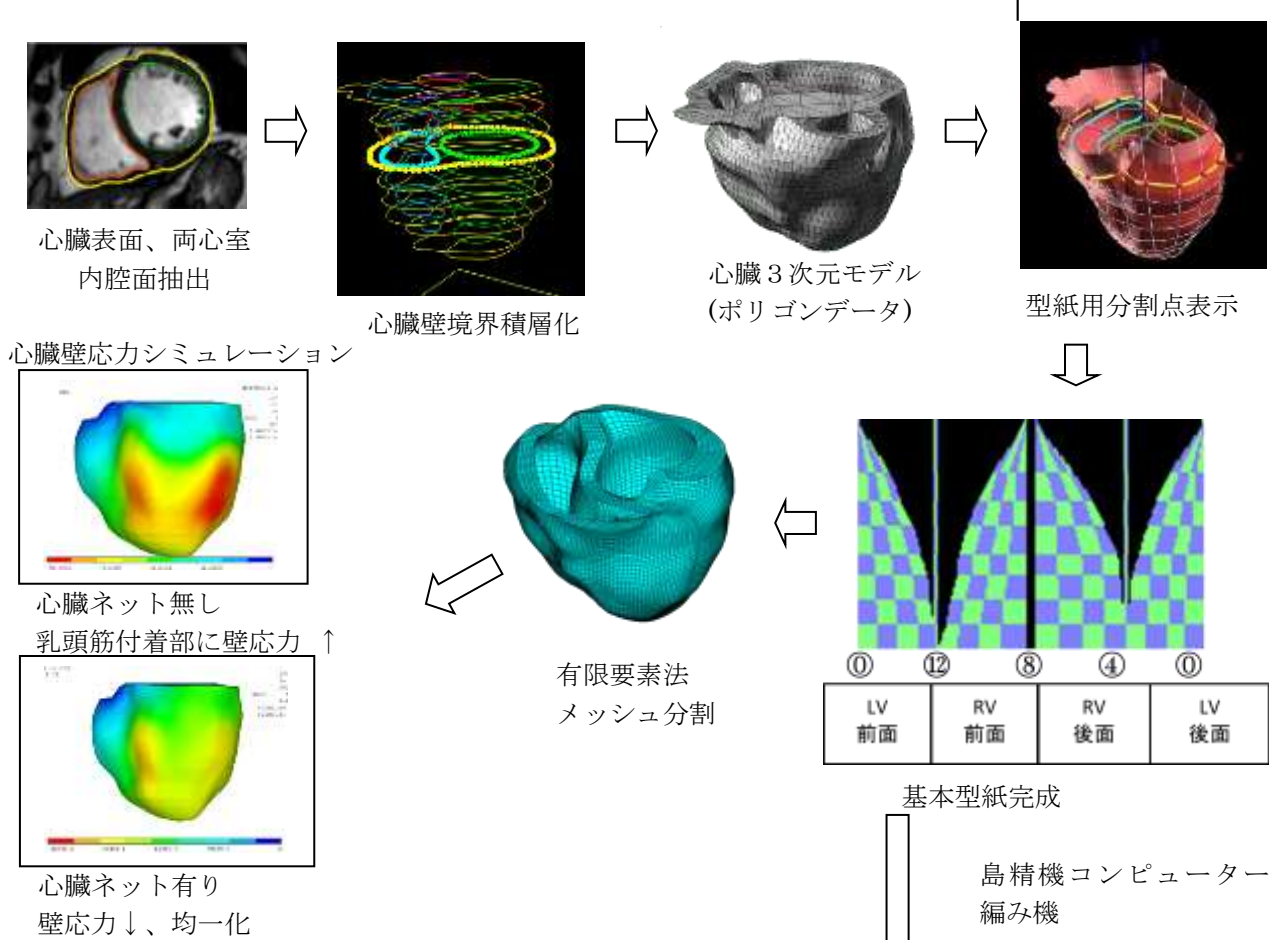 心臓表面、両心室
内腔面抽出
心臓壁境界積層化
心臓３次元モデル
(ポリゴンデータ)
型紙用分割点表示
心臓壁応力シミュレーション
心臓ネット無し
乳頭筋付着部に壁応力 ↑
有限要素法
メッシュ分割
⓪ ⑫ ⑧ ④ ⓪
LV RV RV LV
前面 前面 後面 後面
基本型紙完成
心臓ネット有り
壁応力↓、均一化
島精機コンピューター
編み機